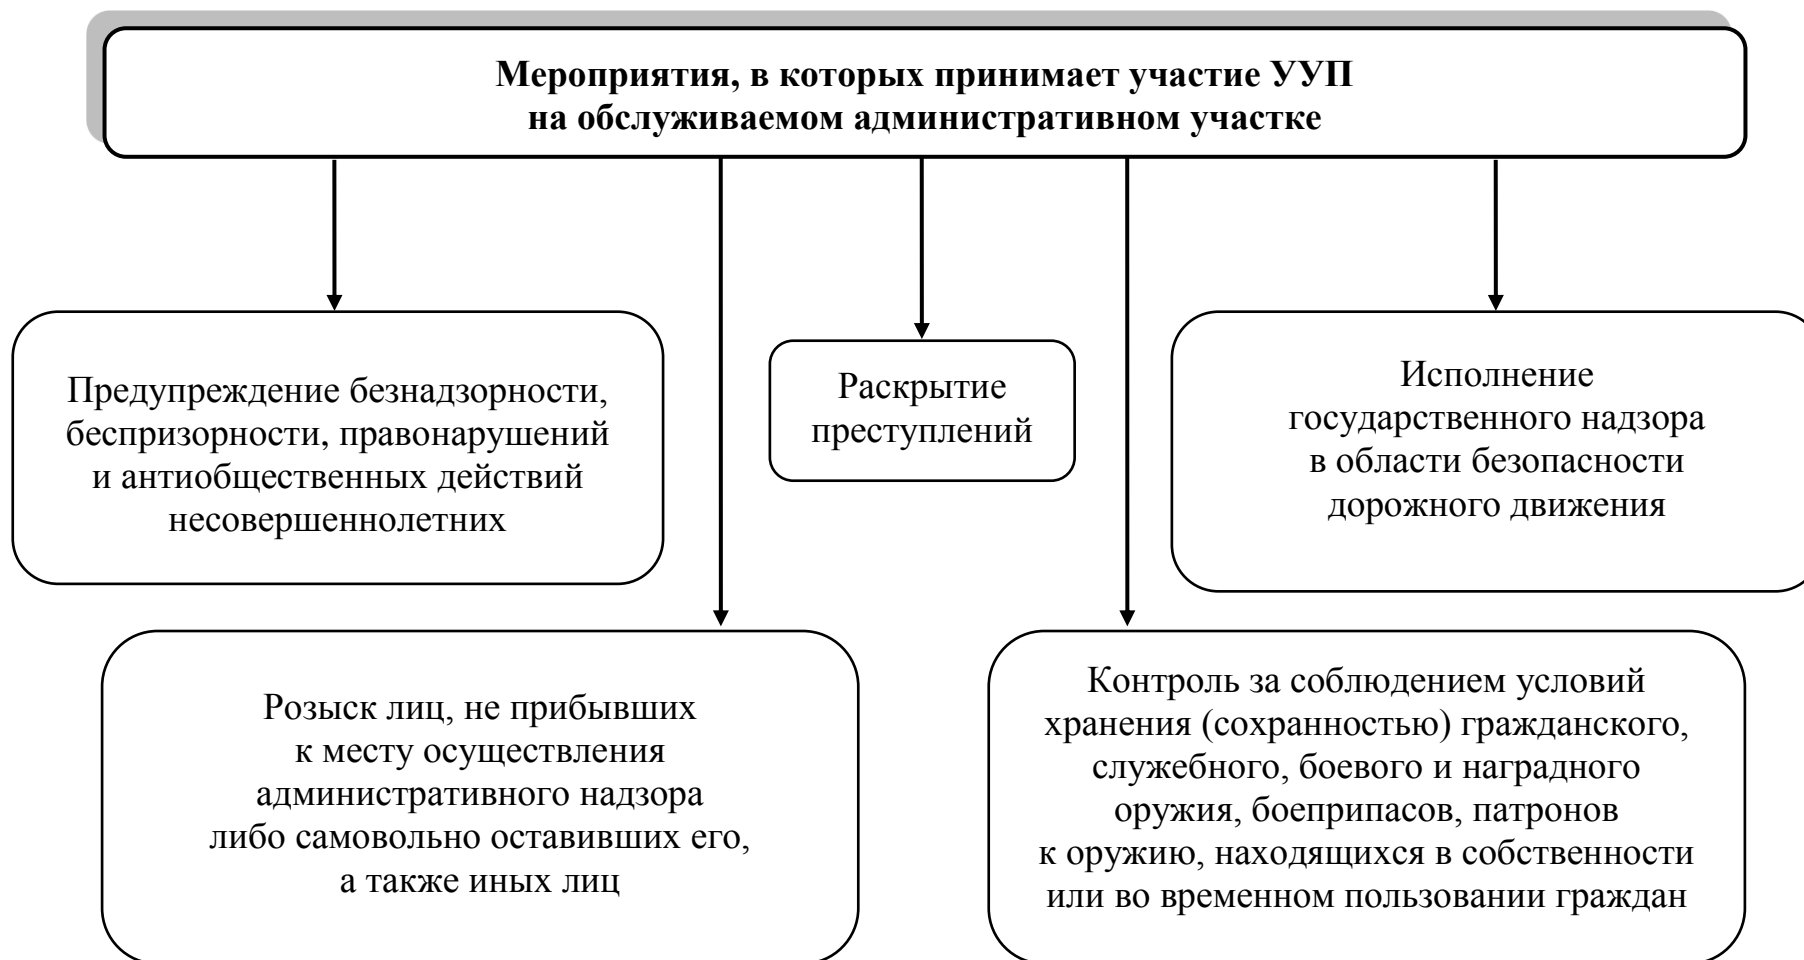 Мероприятия, в которых принимает участие УУП
на обслуживаемом административном участке
Предупреждение безнадзорности,
беспризорности, правонарушений
и антиобщественных действий
несовершеннолетних
Раскрытие
преступлений
Исполнение
государственного надзора
в области безопасности
дорожного движения
Розыск лиц, не прибывших
к месту осуществления
административного надзора
либо самовольно оставивших его,
а также иных лиц
Контроль за соблюдением условий
хранения (сохранностью) гражданского,
служебного, боевого и наградного
оружия, боеприпасов, патронов
к оружию, находящихся в собственности
или во временном пользовании граждан